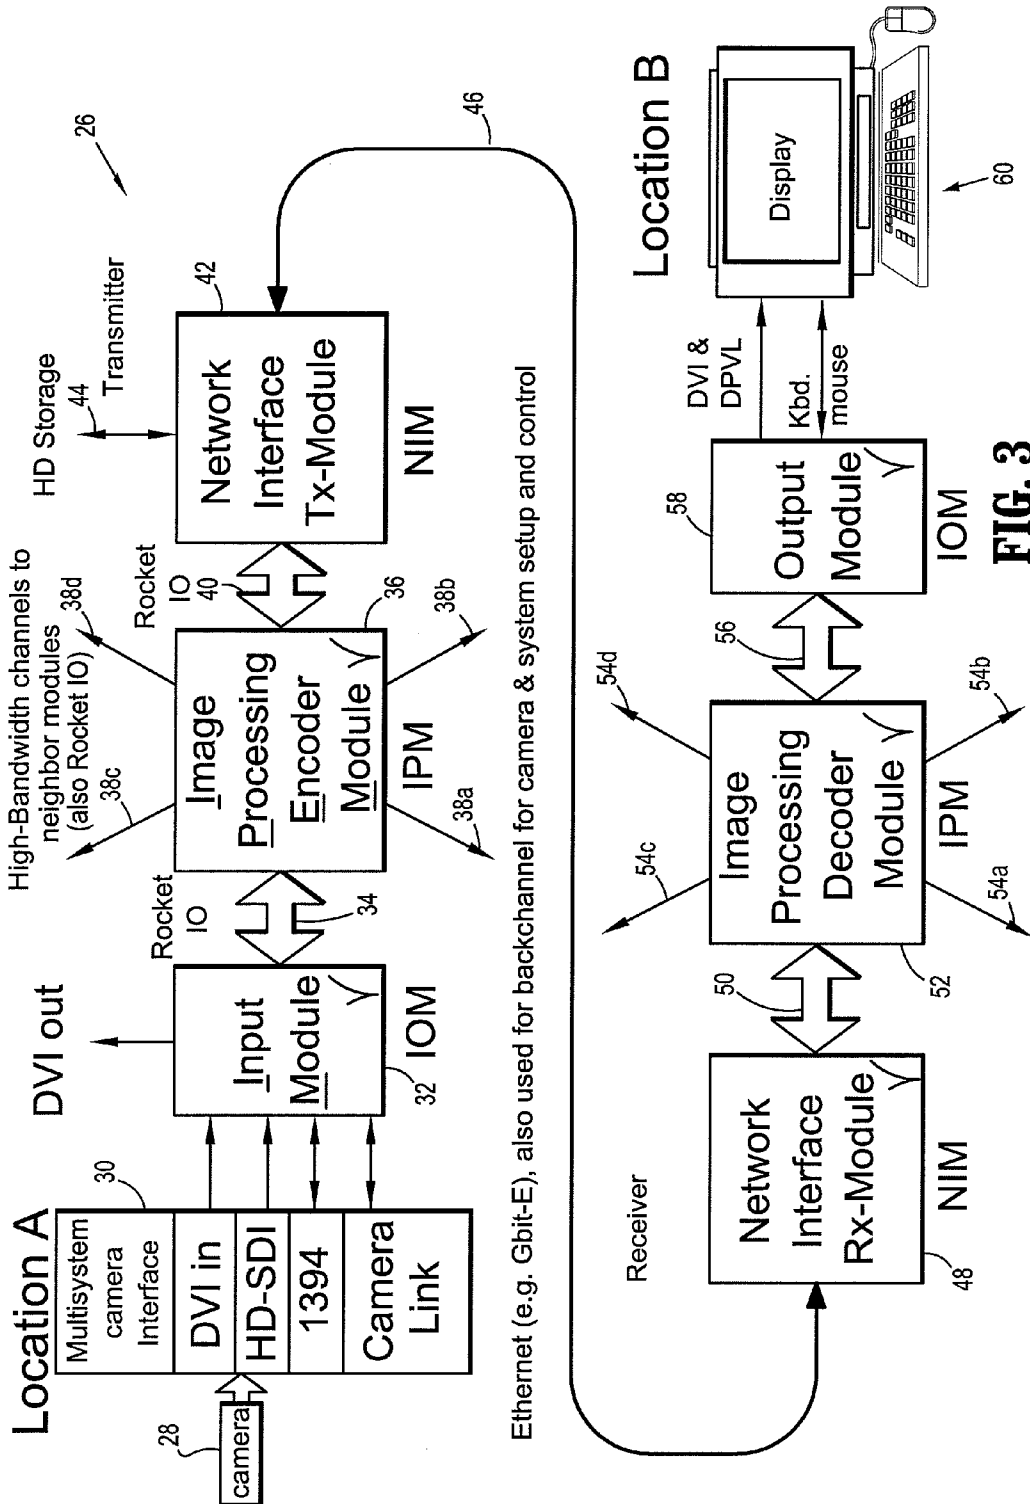 Location A
Multisystem
camera
Interface
DVI in
HD-SDI
1394
Camera
Link
30
28
camera
DVI out
Input
Module
IOM
32
Rocket
IO
34
High-Bandwidth channels to
neighbor modules
(also Rocket IO)
38c
38d
Image
Processing
Encoder
Module
IPM
36
38a
38b
Rocket
IO
40
HD Storage
44
Transmitter
42
Network
Interface
Tx-Module
NIM
26
46
Ethernet (e.g. Gbit-E), also used for backchannel for camera & system setup and control
Receiver
Network
Interface
Rx-Module
NIM
48
50
54c
54d
Image
Processing
Decoder
Module
IPM
52
54a
54b
56
58
Output
Module
IOM
DVI &
DPVL
Kbd.
mouse
Location B
Display
60
FIG. 3